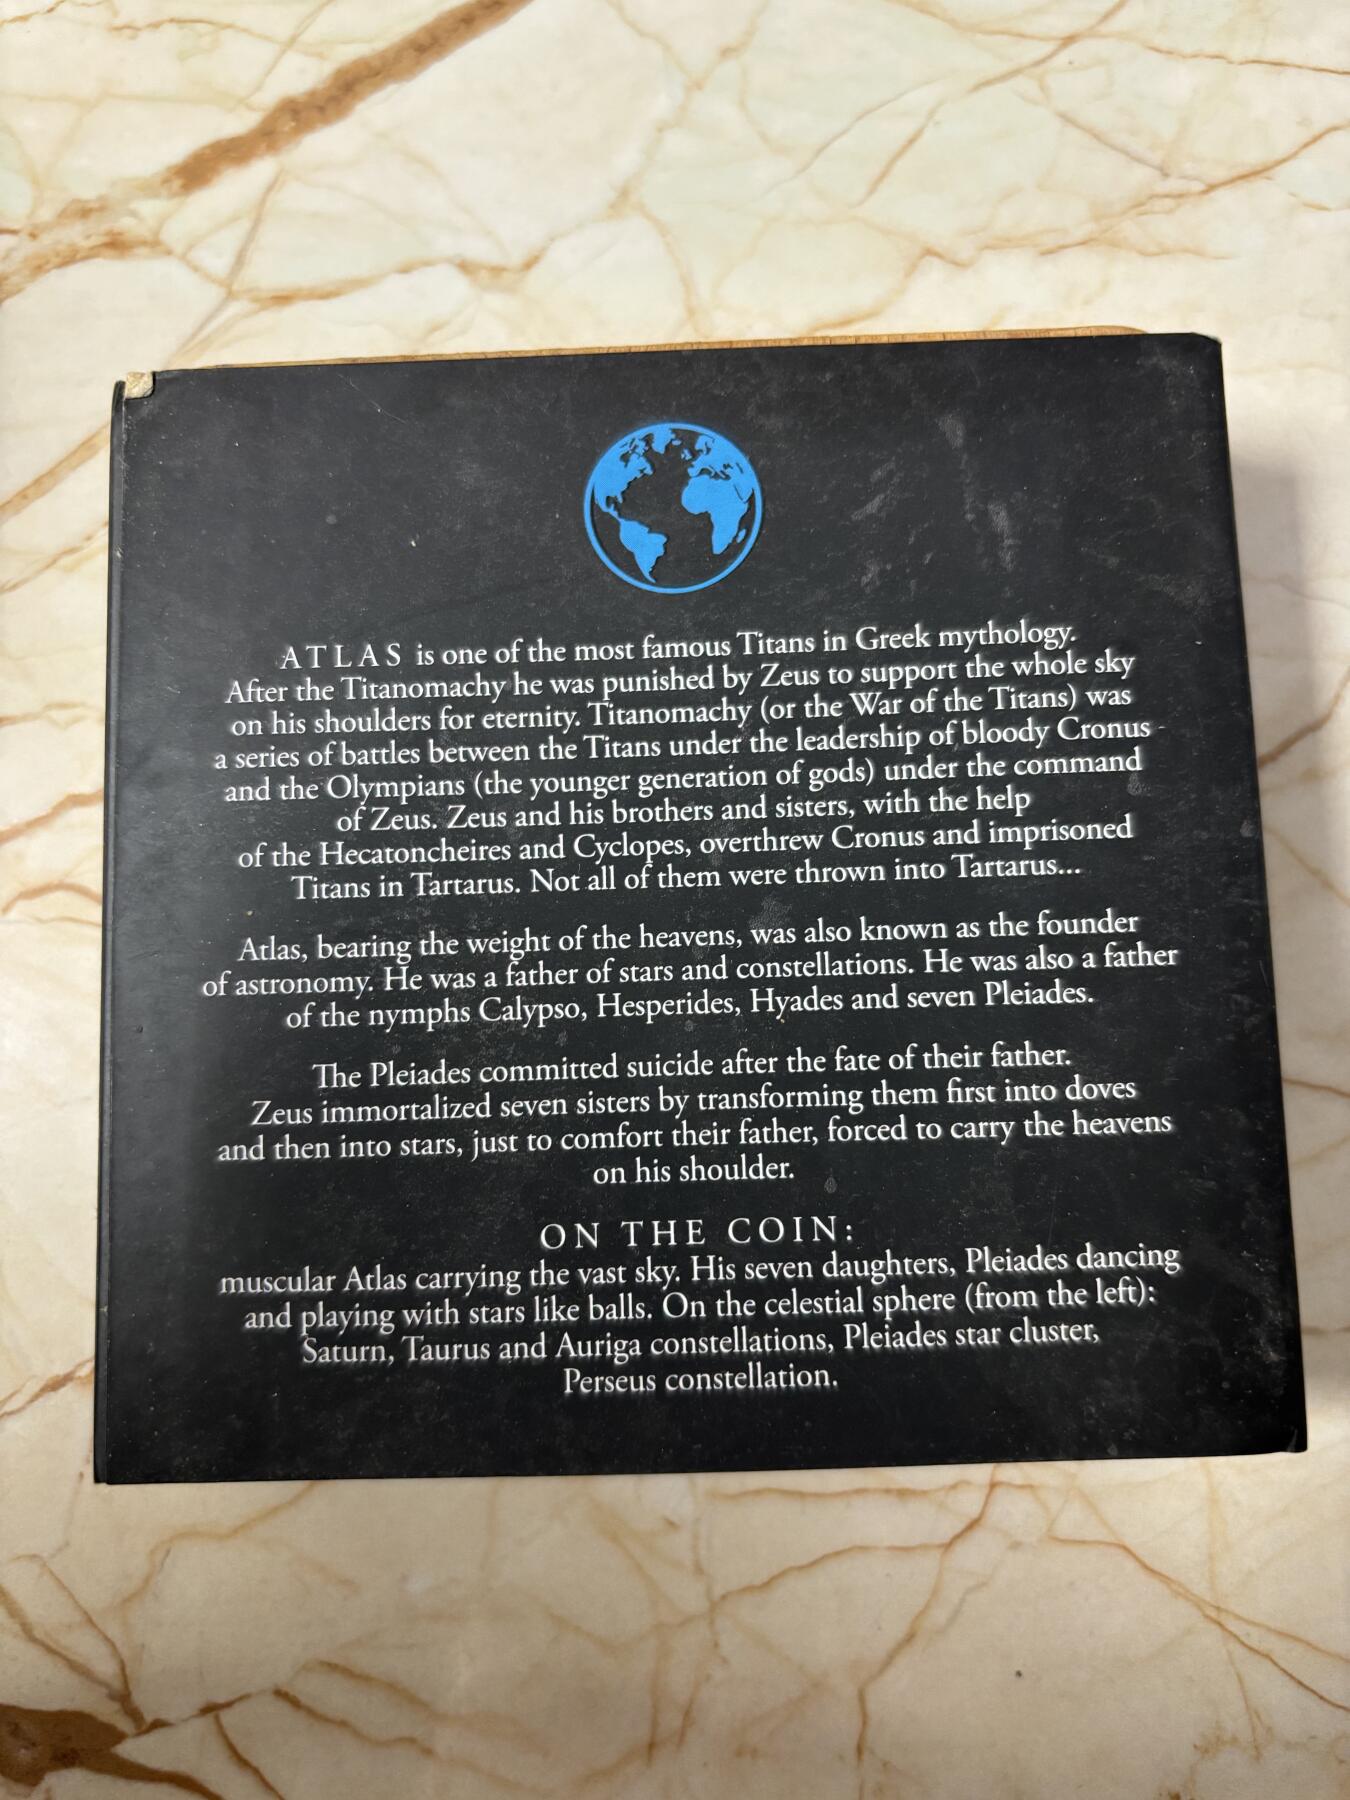 ATLAS is one of the most famous Titans in Greek mythology.
After the Titanomachy he was punished by Zeus to support the whole sky
on his shoulders for eternity. Titanomachy (or the War of the Titans) was
a series of battles between the Titans under the leadership of bloody Cronus -
and the Olympians (the younger generation of gods) under the command
of Zeus. Zeus and his brothers and sisters, with the help
of the Hecatoncheires and Cyclopes, overthrew Cronus and imprisoned
Titans in Tartarus. Not all of them were thrown into Tartarus...
Atlas, bearing the weight of the heavens, was also known as the founder
of astronomy. He was a father of stars and constellations. He was also a father
of the nymphs Calypso, Hesperides, Hyades and seven Pleiades.
The Pleiades committed suicide after the fate of their father.
Zeus immortalized seven sisters by transforming them first into doves
and then into stars, just to comfort their father, forced to carry the heavens
on his shoulder.
ON THE COIN:
muscular Atlas carrying the vast sky. His seven daughters, Pleiades dancing
and playing with stars like balls. On the celestial sphere (from the left):
Saturn, Taurus and Auriga constellations, Pleiades star cluster,
Perseus constellation.